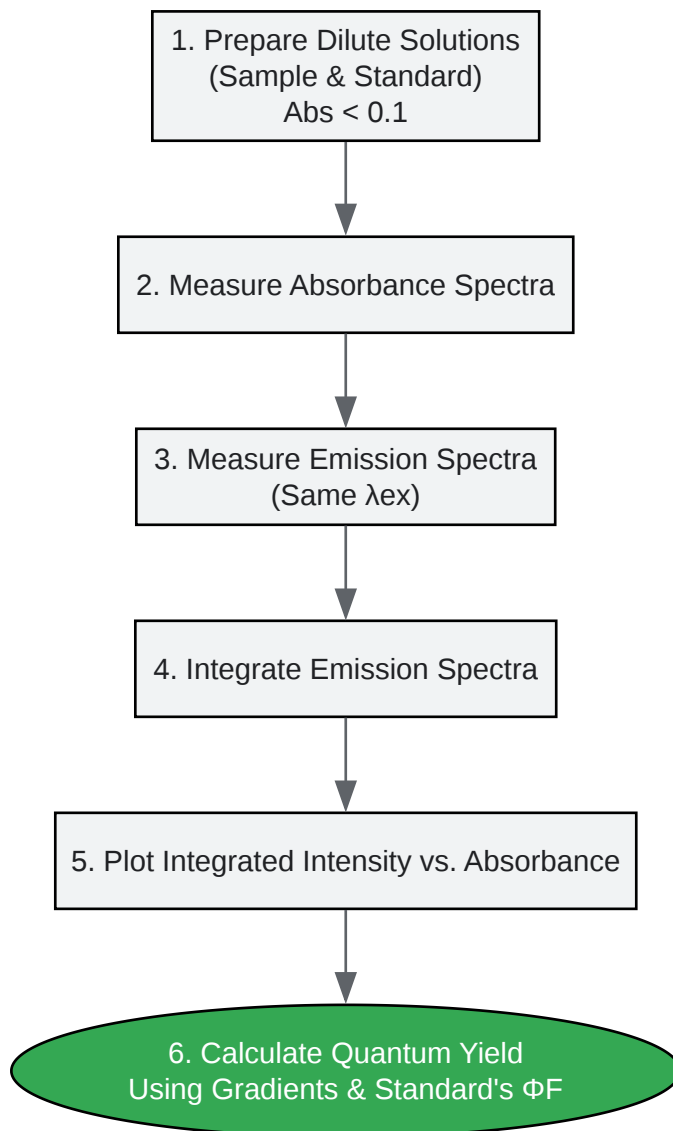 1. Prepare Dilute Solutions
(Sample & Standard)
Abs < 0.1
2. Measure Absorbance Spectra
3. Measure Emission Spectra
(Same λex)
4. Integrate Emission Spectra
5. Plot Integrated Intensity vs. Absorbance
6. Calculate Quantum Yield
Using Gradients & Standard's ΦF